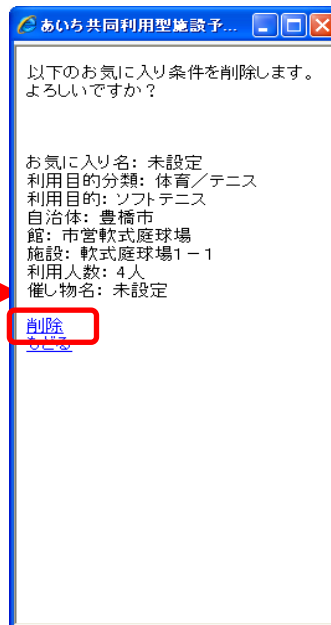 あいち共同利用型施設予...
以下のお気に入り条件を削除します。
よろしいですか？
お気に入り名: 未設定
利用目的分類: 体育／テニス
利用目的: ソフトテニス
自治体: 豊橋市
館: 市営軟式庭球場
施設: 軟式庭球場1－1
利用人数: 4人
催し物名: 未設定
削除
もどる